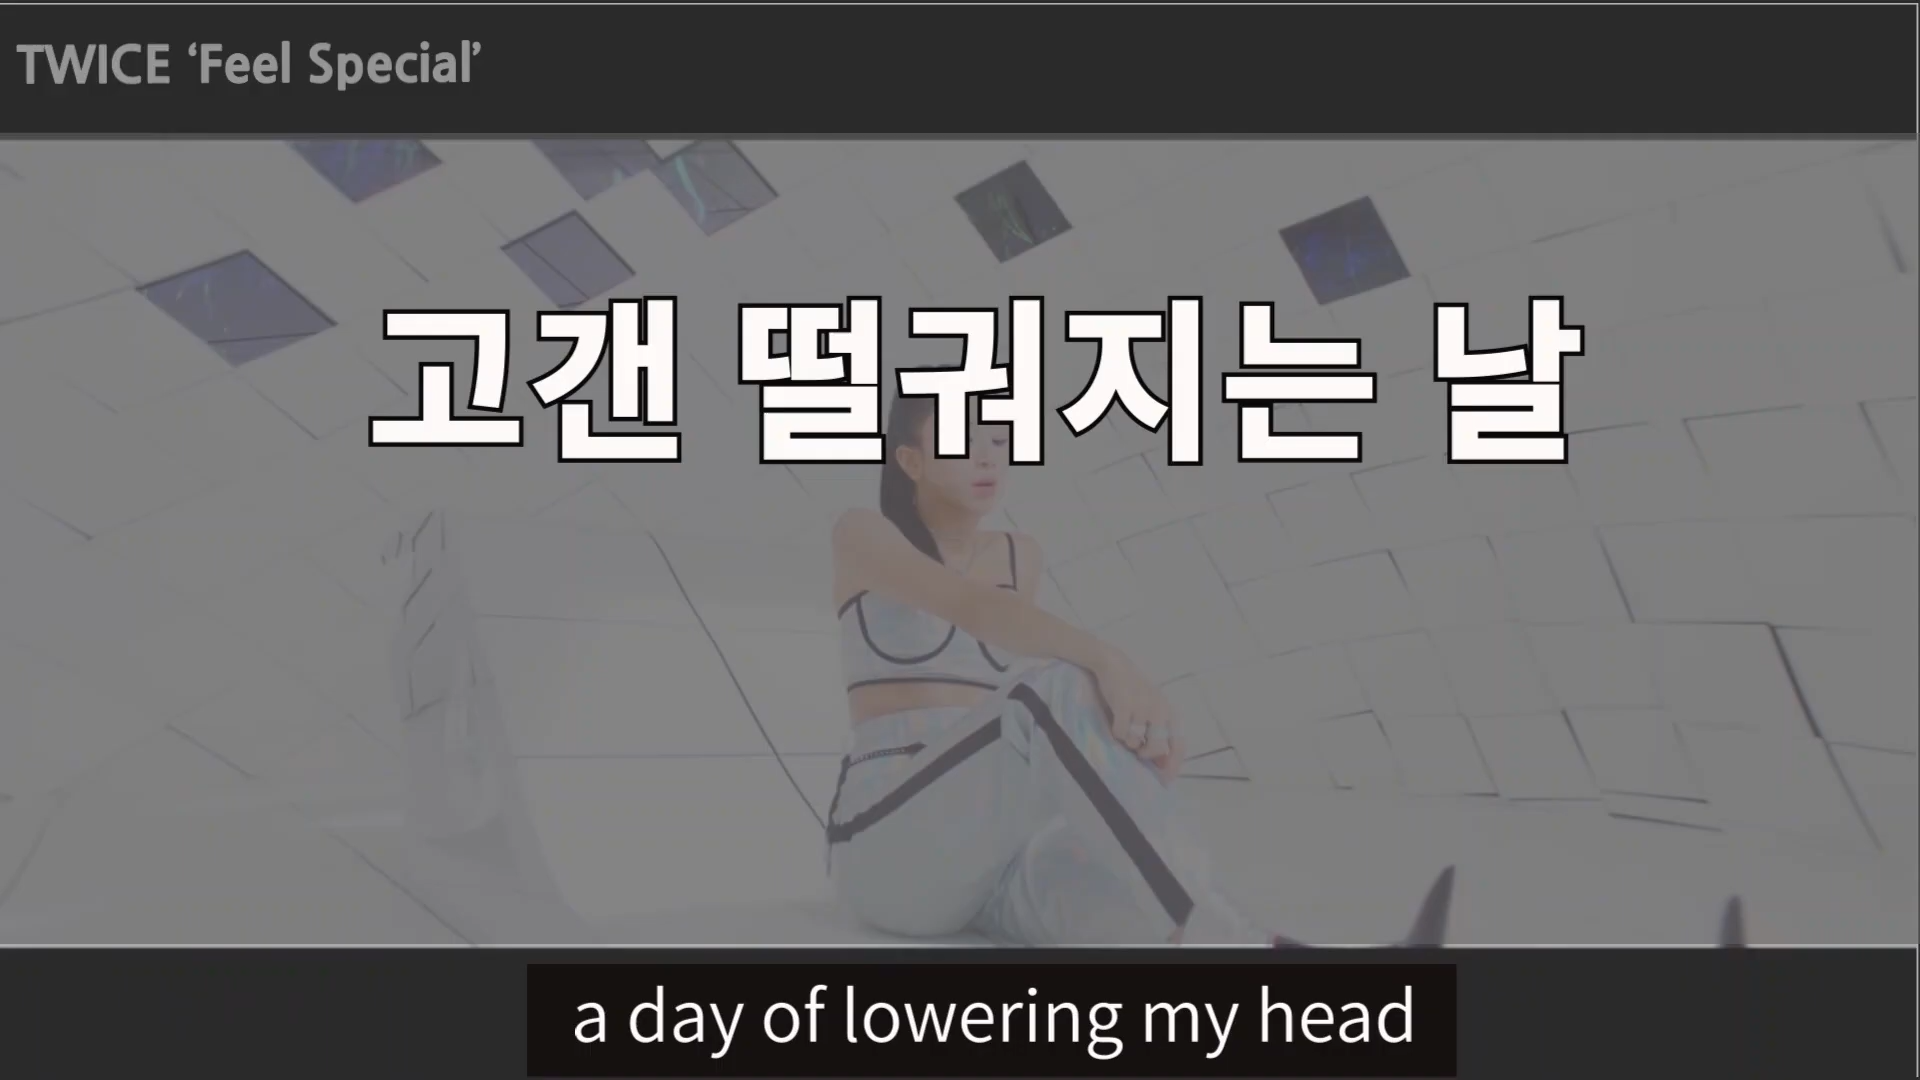 TWICE ‘Feel Special’
고갠 떨궈지는 날
a day of lowering my head